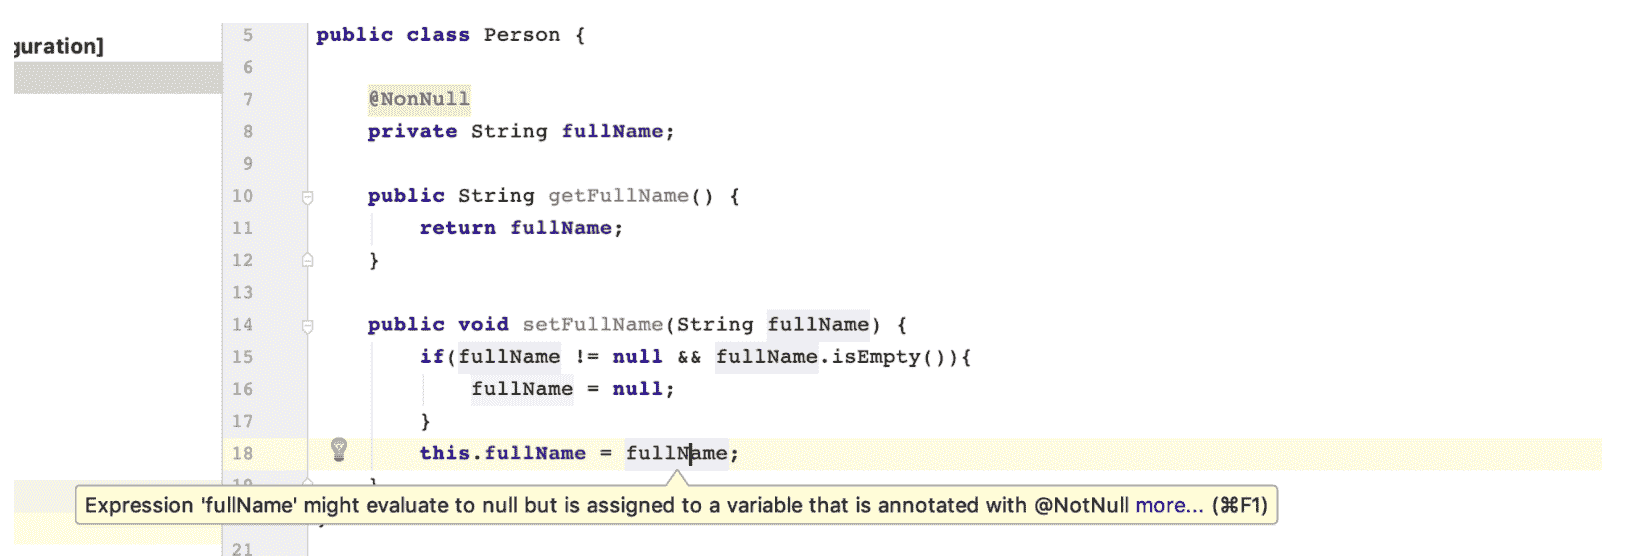 guration]
5 public class Person {
6
7 @NonNull
8 private String fullName;
9
10 public String getFullName() {
11 return fullName;
12 }
13
14 public void setFullName(String fullName) {
15 if(fullName != null && fullName.isEmpty()){
16 fullName = null;
17 }
18 this.fullName = fullName;
19 }
Expression 'fullName' might evaluate to null but is assigned to a variable that is annotated with @NotNull more... (⌘F1)
21